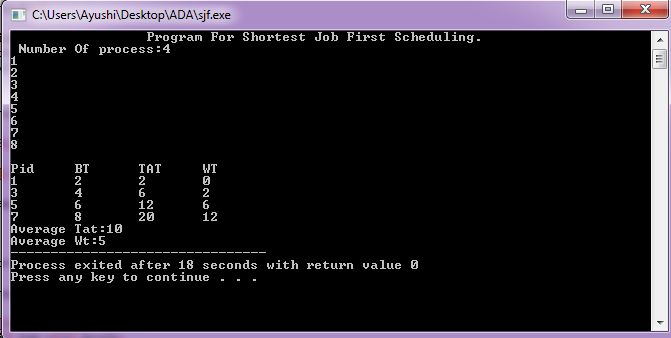 C:\Users\Ayushi\Desktop\ADA\sjf.exe
Program For Shortest Job First Scheduling.
Number Of process:4
1
2
3
4
5
6
7
8
Pid BT TAT WT
1 2 2 0
3 4 6 2
5 6 12 6
7 8 20 12
Average Tat:10
Average Wt:5
--------------------------------
Process exited after 18 seconds with return value 0
Press any key to continue . . .